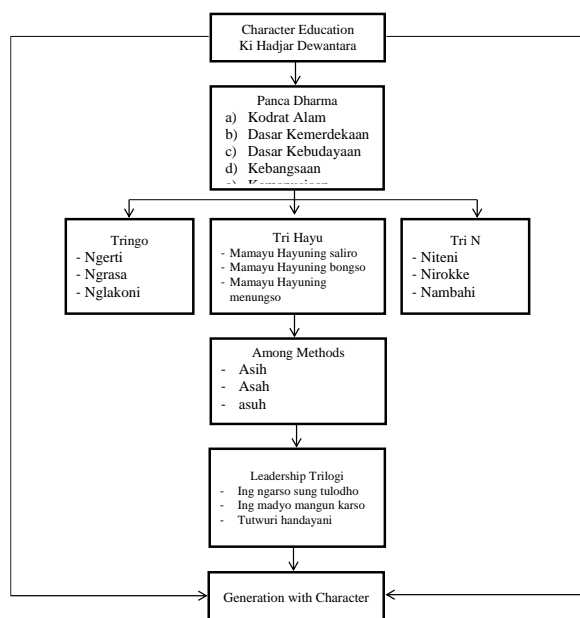 Character Education
Ki Hadjar Dewantara
Panca Dharma
a) Kodrat Alam
b) Dasar Kemerdekaan
c) Dasar Kebudayaan
d) Kebangsaan
Tringo
- Ngerti
- Ngrasa
- Nglakoni
Tri Hayu
- Mamayu Hayuning saliro
- Mamayu Hayuning bongso
- Mamayu Hayuning
menungso
Tri N
- Niteni
- Nirokke
- Nambahi
Among Methods
- Asih
- Asah
- asuh
Leadership Trilogi
- Ing ngarso sung tulodho
- Ing madyo mangun karso
- Tutwuri handayani
Generation with Character